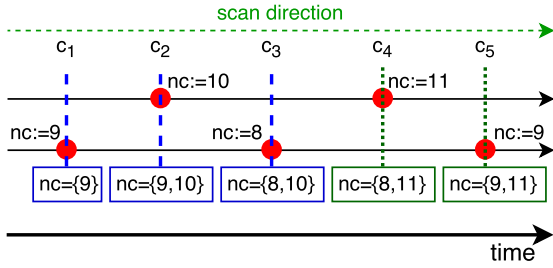 scan direction
c1 c2 c3 c4 c5
nc:=10 nc:=11
nc:=9 nc:=8 nc:=9
nc={9} nc={9,10} nc={8,10} nc={8,11} nc={9,11}
time